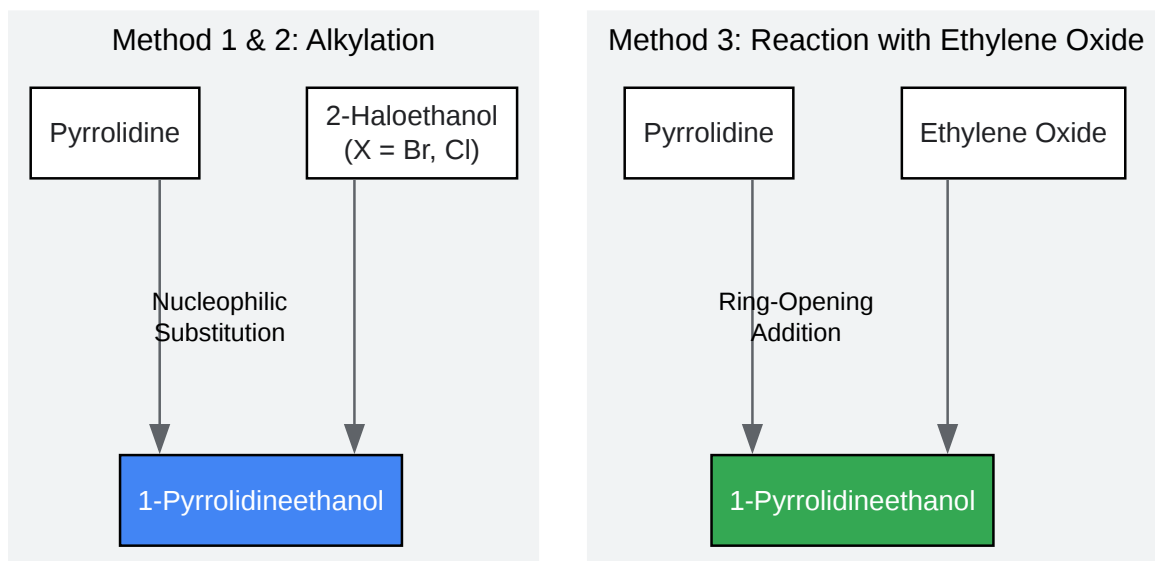 Method 1 & 2: Alkylation
Pyrrolidine
2-Haloethanol
(X = Br, Cl)
Nucleophilic
Substitution
1-Pyrrolidineethanol
Method 3: Reaction with Ethylene Oxide
Pyrrolidine
Ethylene Oxide
Ring-Opening
Addition
1-Pyrrolidineethanol